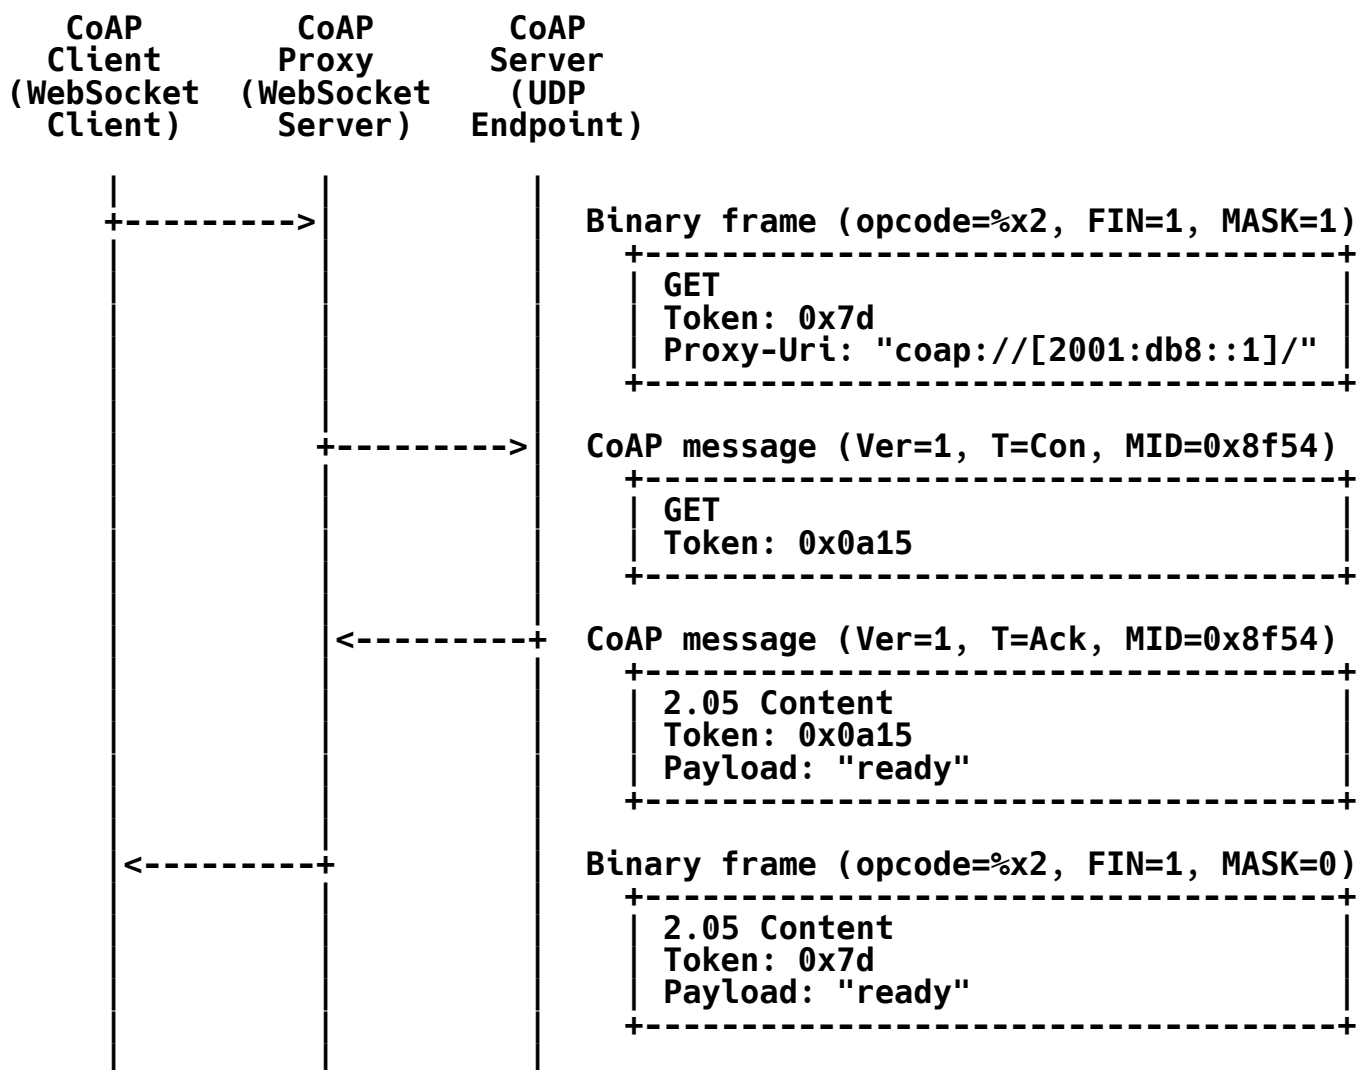 CoAP CoAP CoAP
Client Proxy Server
(WebSocket (WebSocket (UDP
Client) Server) Endpoint)
Binary frame (opcode=%x2, FIN=1, MASK=1)
GET
Token: 0x7d
Proxy-Uri: "coap://[2001:db8::1]/"
CoAP message (Ver=1, T=Con, MID=0x8f54)
GET
Token: 0x0a15
CoAP message (Ver=1, T=Ack, MID=0x8f54)
2.05 Content
Token: 0x0a15
Payload: "ready"
Binary frame (opcode=%x2, FIN=1, MASK=0)
2.05 Content
Token: 0x7d
Payload: "ready"